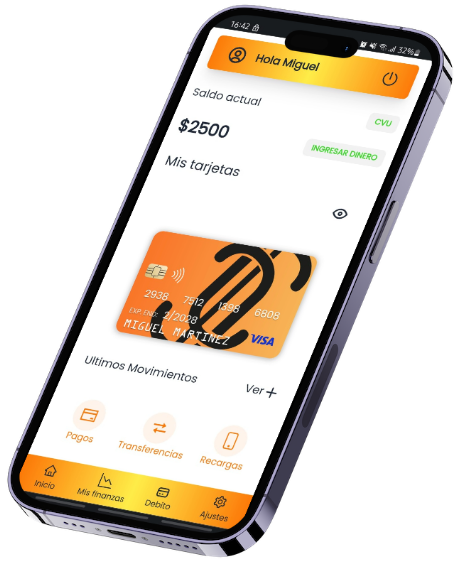 16:42
32%
Hola Miguel
Saldo actual
CVU
$2500
INGRESAR DINERO
Mis tarjetas
2938 7512 1398 6808
EXP. END: 2/2028
MIGUEL MARTINEZ
VISA
Ultimos Movimientos
Ver+
Pagos
Transferencias
Recargas
Inicio
Mis finanzas
Debito
Ajustes